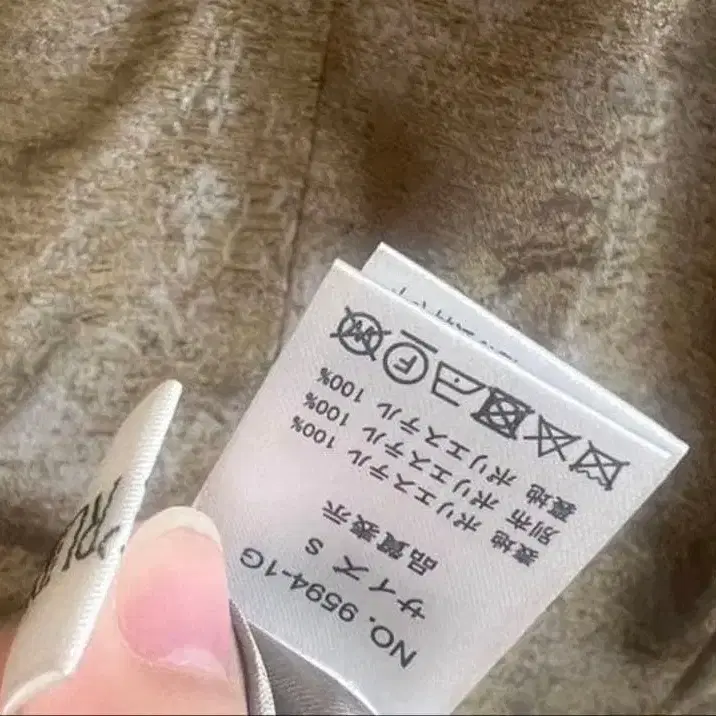 NO. 9594-1G
サイズ S
品質表示
表地 ポリエステル 100%
別布 ポリエステル 100%
裏地 ポリエステル 100%
F W